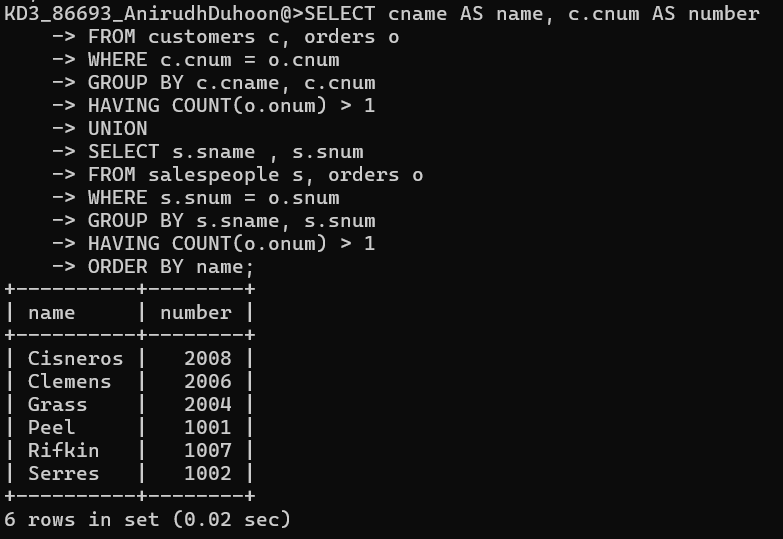 KD3_86693_AnirudhDuhoon@>SELECT cname AS name, c.cnum AS number
    -> FROM customers c, orders o
    -> WHERE c.cnum = o.cnum
    -> GROUP BY c.cname, c.cnum
    -> HAVING COUNT(o.onum) > 1
    -> UNION
    -> SELECT s.sname , s.snum
    -> FROM salespeople s, orders o
    -> WHERE s.snum = o.snum
    -> GROUP BY s.sname, s.snum
    -> HAVING COUNT(o.onum) > 1
    -> ORDER BY name;
+----------+--------+
| name     | number |
+----------+--------+
| Cisneros |   2008 |
| Clemens  |   2006 |
| Grass    |   2004 |
| Peel     |   1001 |
| Rifkin   |   1007 |
| Serres   |   1002 |
+----------+--------+
6 rows in set (0.02 sec)